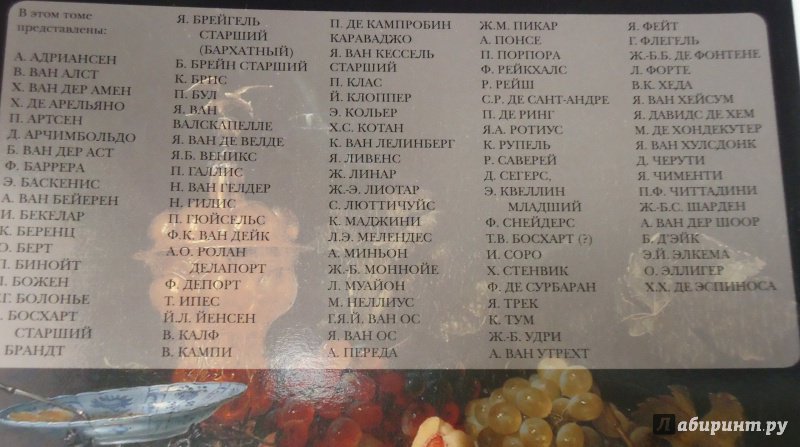 В этом томе
представлены:
А. АДРИАНСЕН
В. ВАН АЛСТ
Х. ВАН ДЕР АМЕН
Х. ДЕ АРЕЛЬЯНО
П. АРТСЕН
Д. АРЧИМБОЛЬДО
Б. ВАН ДЕР АСТ
Ф. БАРРЕРА
Э. БАСКЕНИС
А. ВАН БЕЙЕРЕН
И. БЕКЕЛАР
К. БЕРЕНЦ
О. БЕРТ
БИНОЙТ
БОЖЕН
Г. БОЛОНЬЕ
БОСХАРТ
СТАРШИЙ
БРАНДТ
Я. БРЕЙГЕЛЬ
СТАРШИЙ
(БАРХАТНЫЙ)
Б. БРЕЙН СТАРШИЙ
К. БРИС
П. БУЛ
Я. ВАН
ВАЛСКАПЕЛЛЕ
Я. ВАН ДЕ ВЕЛДЕ
Я.Б. ВЕНИКС
П. ГАЛЛИС
Н. ВАН ГЕЛДЕР
Н. ГИЛИС
П. ГЮЙСЕЛЬС
Ф.К. ВАН ДЕЙК
А.О. РОЛАН
ДЕЛАПОРТ
Ф. ДЕПОРТ
Т. ИПЕС
Й.Л. ЙЕНСЕН
В. КАЛФ
В. КАМПИ
П. ДЕ КАМПРОБИН
КАРАВАДЖО
Я. ВАН КЕССЕЛЬ
СТАРШИЙ
П. КЛАС
Й. КЛОППЕР
Э. КОЛЬЕР
Х.С. КОТАН
К. ВАН ЛЕЛИНБЕРГ
Я. ЛИВЕНС
Ж. ЛИНАР
Ж.-Э. ЛИОТАР
С. ЛЮТТИЧУЙС
К. МАДЖИНИ
Л.Э. МЕЛЕНДЕС
А. МИНЬОН
Ж.-Б. МОННОЙЕ
Л. МУАЙОН
М. НЕЛЛИУС
Г.Я.Й. ВАН ОС
Я. ВАН ОС
А. ПЕРЕДА
Ж.М. ПИКАР
А. ПОНСЕ
П. ПОРПОРА
Ф. РЕЙКХАЛС
Р. РЕЙШ
С.Р. ДЕ САНТ-АНДРЕ
П. ДЕ РИНГ
Я.А. РОТИУС
К. РУПЕЛЬ
Р. САВЕРЕЙ
Д. СЕГЕРС,
Э. КВЕЛЛИН
МЛАДШИЙ
Ф. СНЕЙДЕРС
Т.В. БОСХАРТ (?)
И. СОРО
Х. СТЕНВИК
Ф. ДЕ СУРБАРАН
Я. ТРЕК
К. ТУМ
Ж.-Б. УДРИ
А. ВАН УТРЕХТ
Я. ФЕЙТ
Г. ФЛЕГЕЛЬ
Ж.-Б.Б. ДЕ ФОНТЕНЕ
Л. ФОРТЕ
В.К. ХЕДА
Я. ВАН ХЕЙСУМ
Я. ДАВИДС ДЕ ХЕМ
М. ДЕ ХОНДЕКУТЕР
Я. ВАН ХУЛСДОНК
Д. ЧЕРУТИ
Я. ЧИМЕНТИ
П.Ф. ЧИТТАДИНИ
Ж.-Б.С. ШАРДЕН
А. ВАН ДЕР ШООР
Б. Д'ЭЙК
Э.Й. ЭЛКЕМА
О. ЭЛЛИГЕР
Х.Х. ДЕ ЭСПИНОСА
Лабиринт.ру